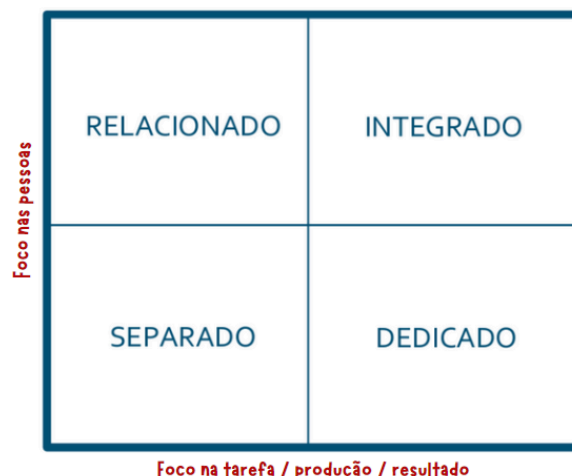 RELACIONADO
INTEGRADO
Foco nas pessoas
SEPARADO
DEDICADO
Foco na tarefa / produção / resultado